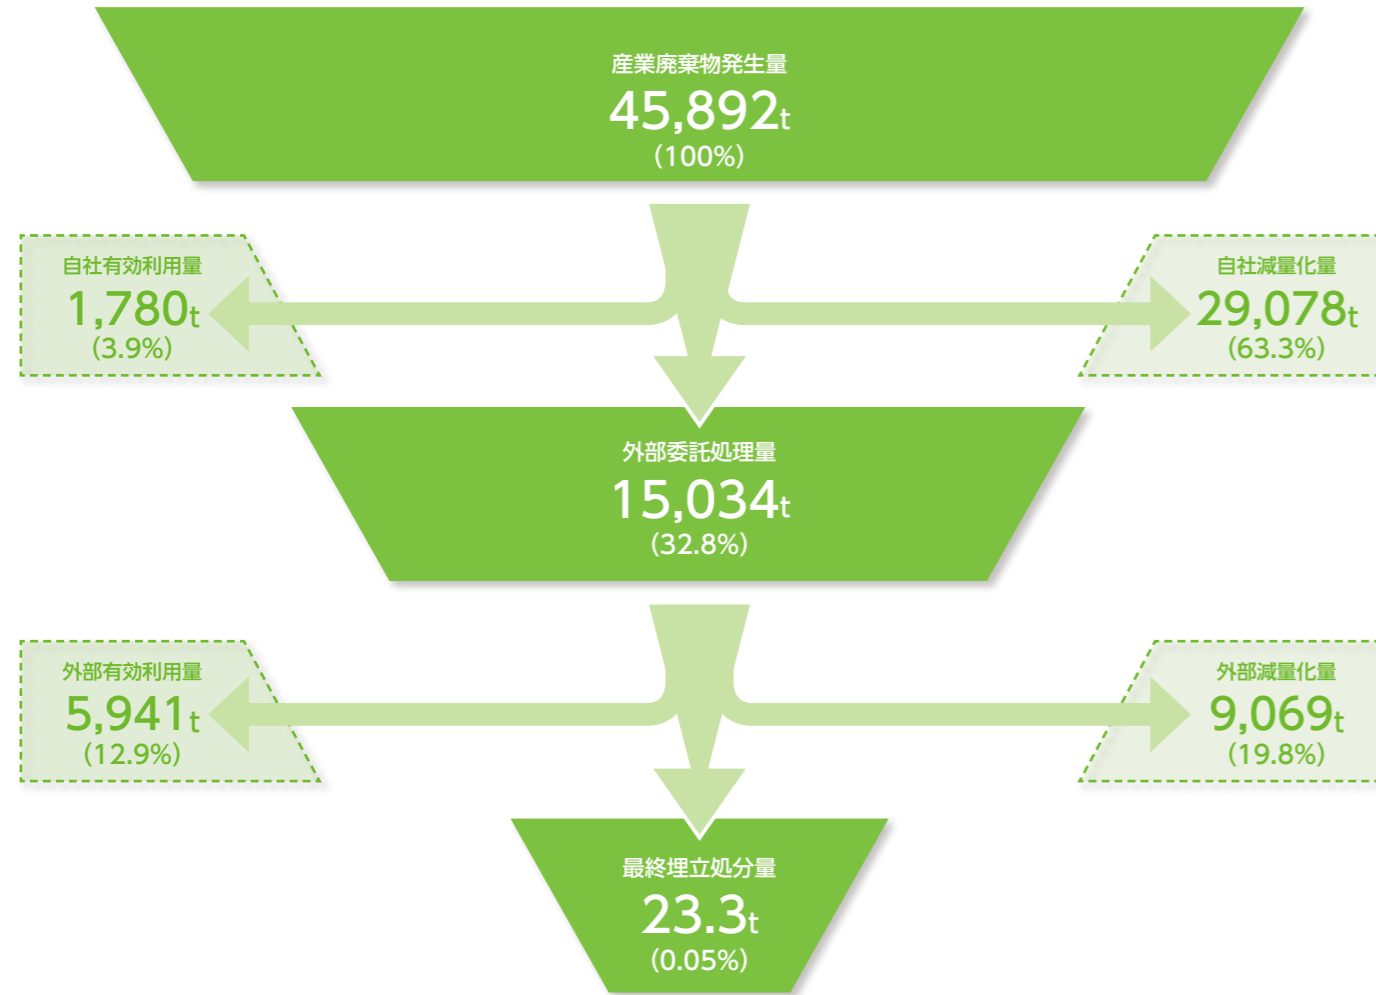 産業廃棄物発生量
45,892t
(100%)
自社有効利用量
1,780t
(3.9%)
自社減量化量
29,078t
(63.3%)
外部委託処理量
15,034t
(32.8%)
外部有効利用量
5,941t
(12.9%)
外部減量化量
9,069t
(19.8%)
最終埋立処分量
23.3t
(0.05%)